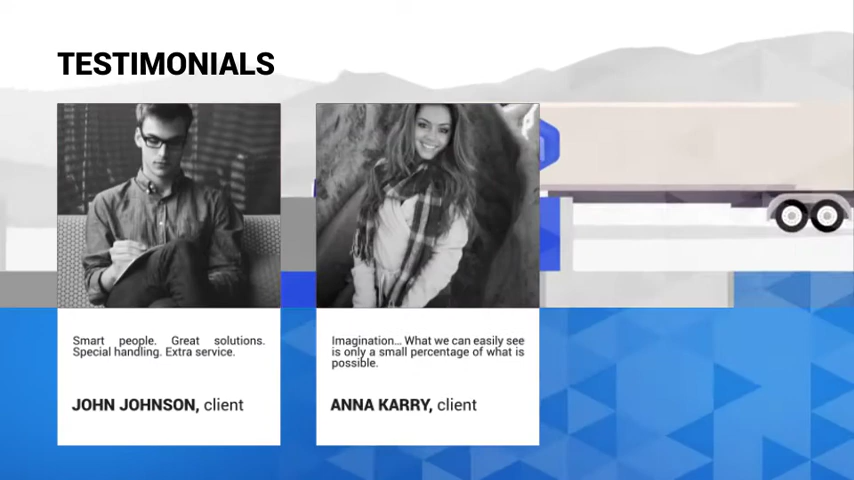 TESTIMONIALS
Smart people. Great solutions.
Special handling. Extra service.
JOHN JOHNSON, client
Imagination... What we can easily see
is only a small percentage of what is
possible.
ANNA KARRY, client